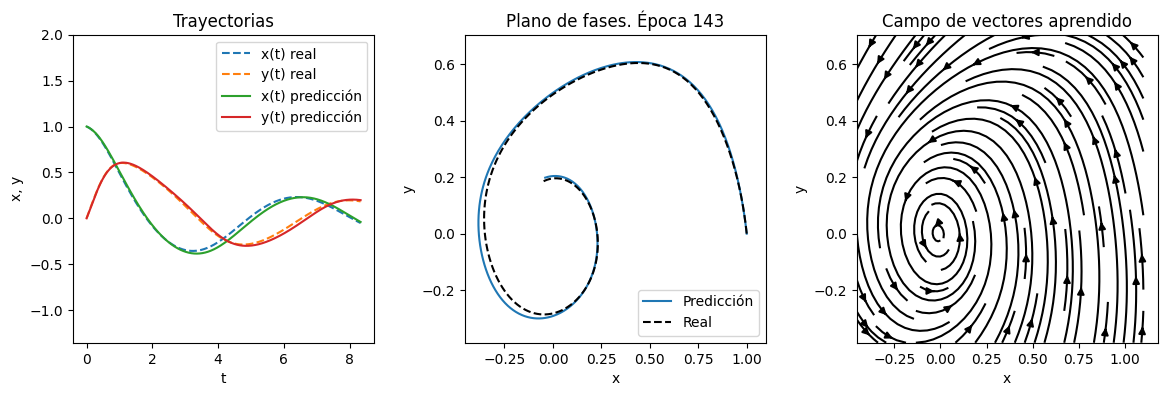 Trayectorias
2.0
1.5
1.0
0.5
0.0
−0.5
−1.0
x, y
0
2
4
6
8
t
x(t) real
y(t) real
x(t) predicción
y(t) predicción
Plano de fases. Época 143
0.6
0.4
0.2
0.0
−0.2
y
−0.25
0.00
0.25
0.50
0.75
1.00
x
Predicción
Real
Campo de vectores aprendido
0.6
0.4
0.2
0.0
−0.2
y
−0.25
0.00
0.25
0.50
0.75
1.00
x